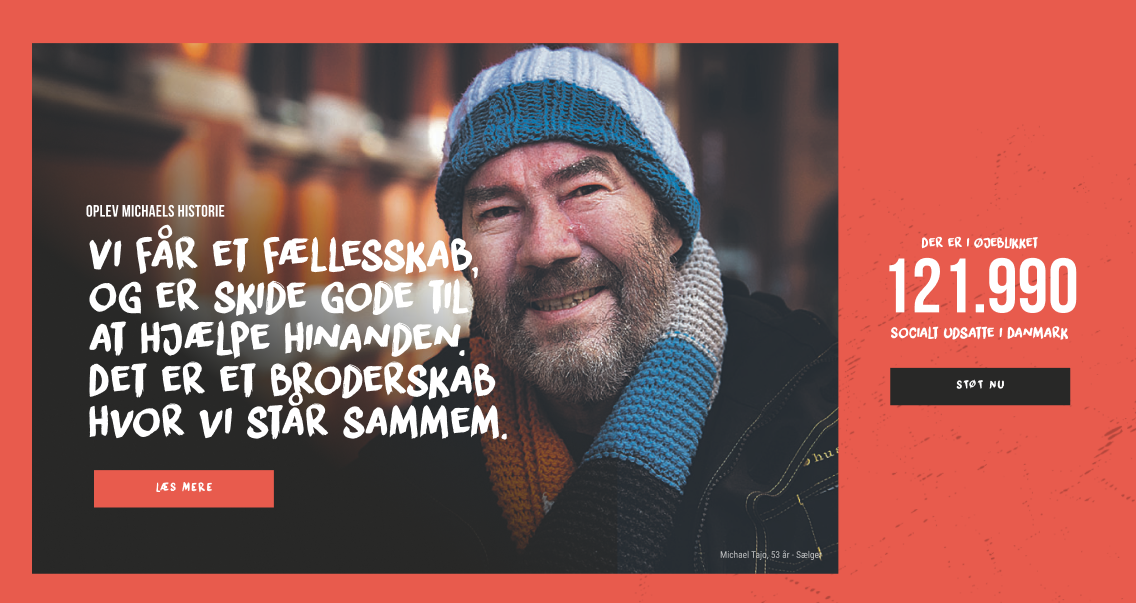 OPLEV MICHAELS HISTORIE
VI FÅR ET FÆLLESSKAB,
OG ER SKIDE GODE TIL
AT HJÆLPE HINANDEN.
DET ER ET BRODERSKAB
HVOR VI STÅR SAMMEM.
LÆS MERE
Michael Tajo, 53 år · Sælger
DER ER I ØJEBLIKKET
121.990
SOCIALT UDSATTE I DANMARK
STØT NU